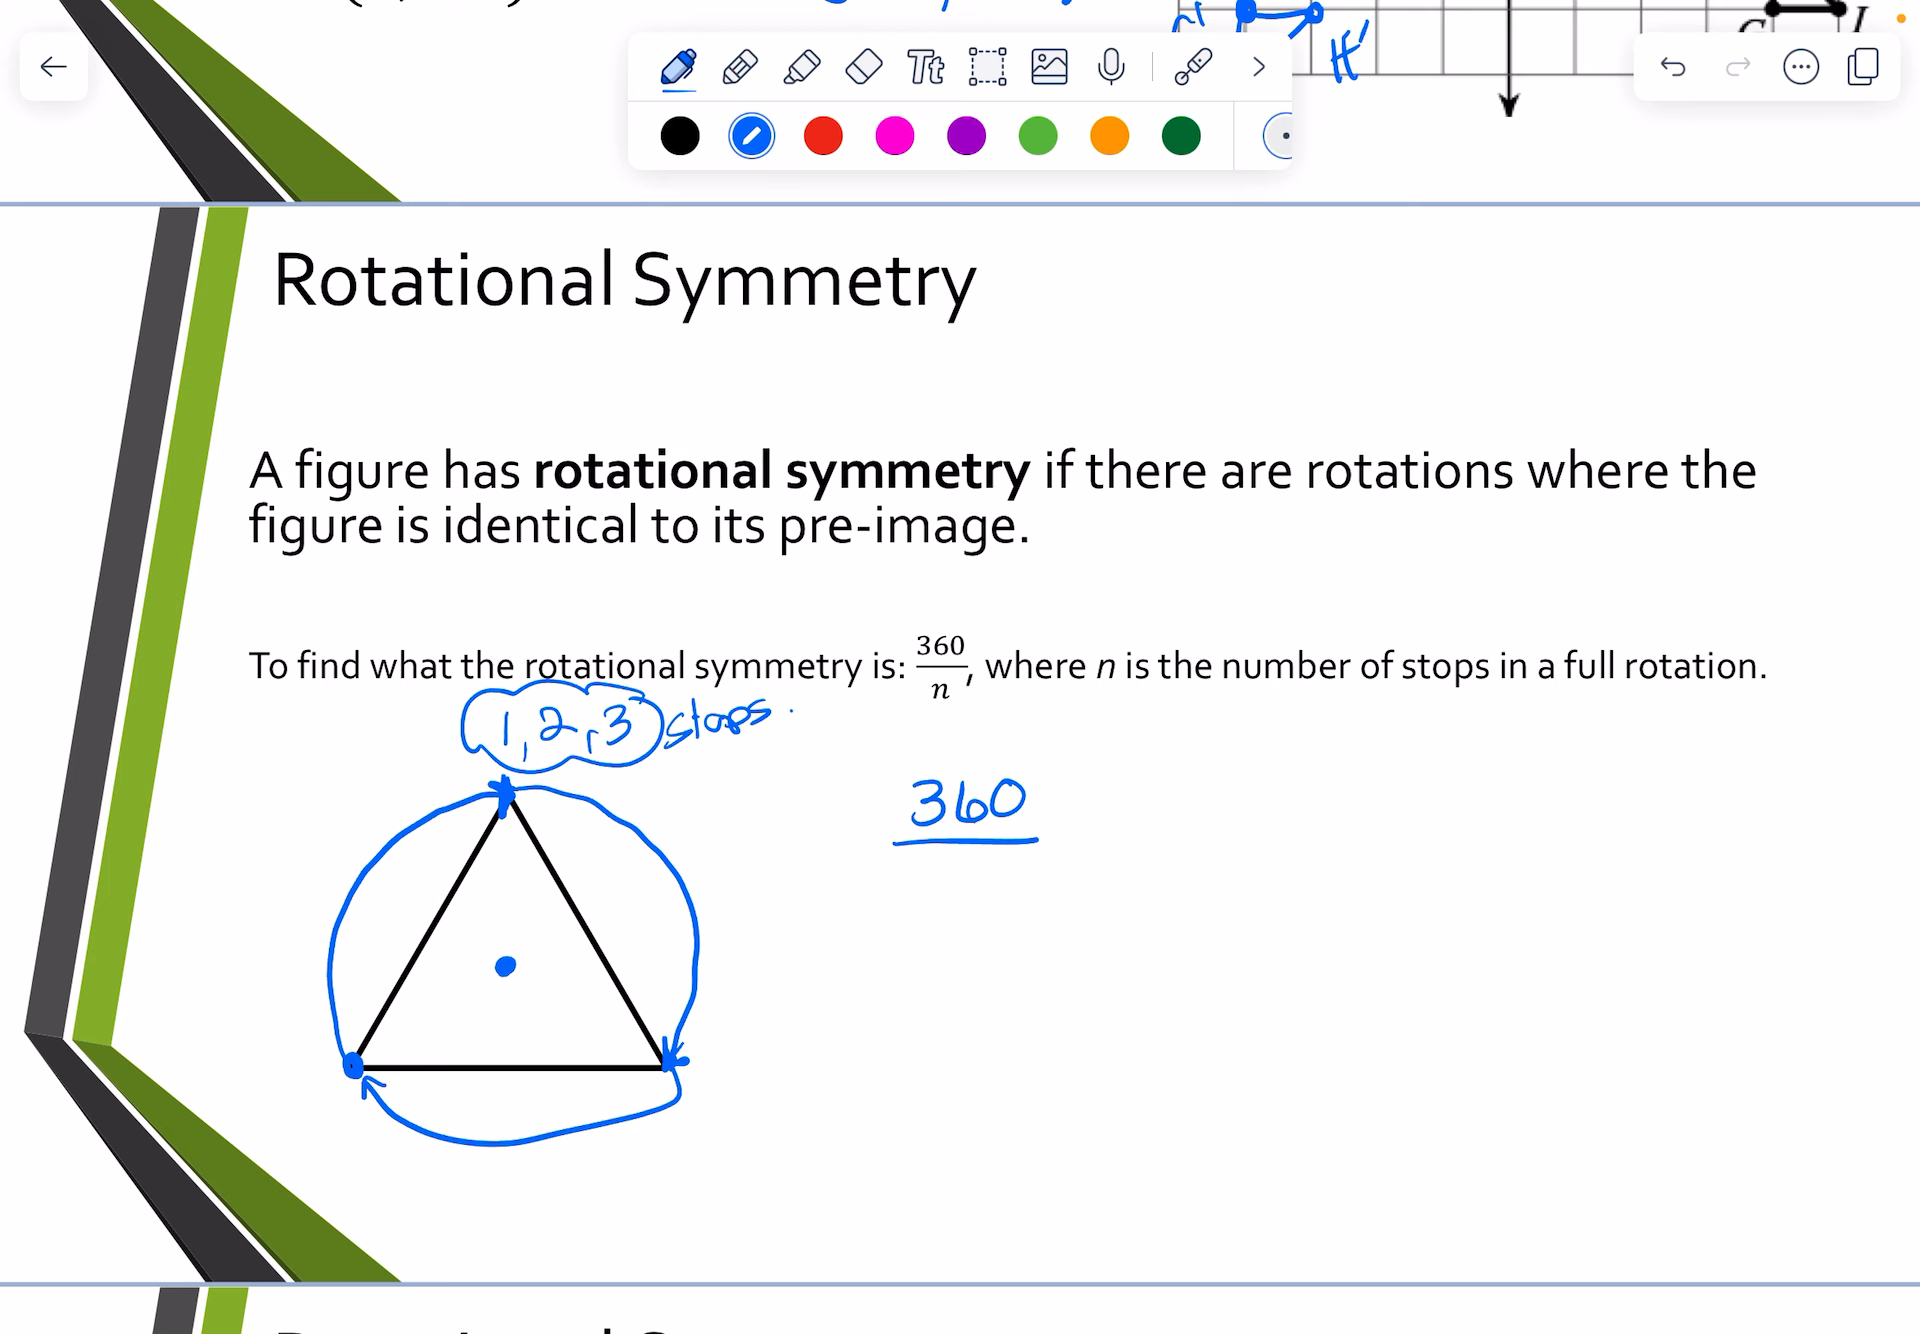 H'
Tt
Rotational Symmetry
A figure has rotational symmetry if there are rotations where the
figure is identical to its pre-image.
To find what the rotational symmetry is: 360/n, where n is the number of stops in a full rotation.
1, 2, 3 stops.
360